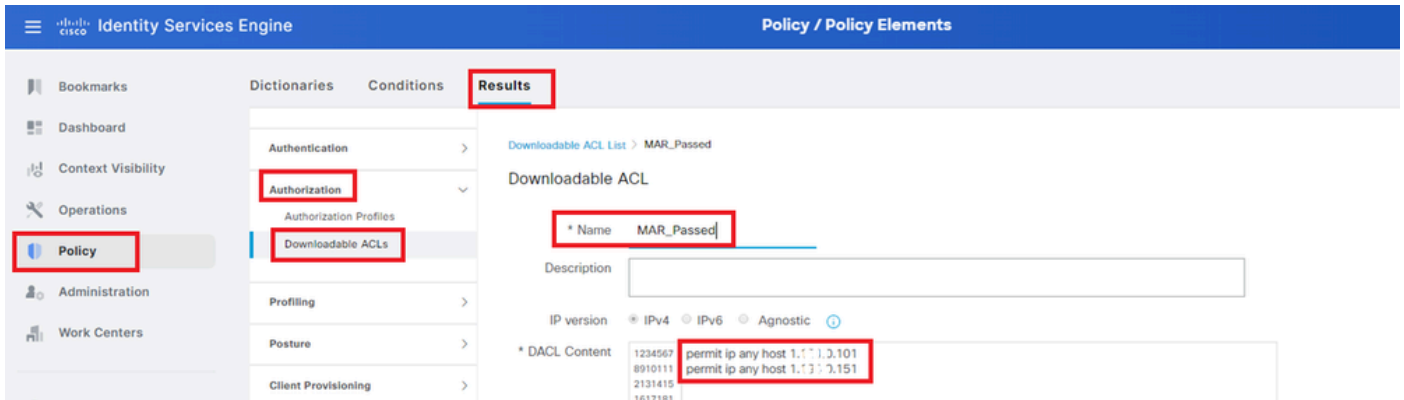 cisco Identity Services Engine
Policy / Policy Elements
Bookmarks
Dashboard
Context Visibility
Operations
Policy
Administration
Work Centers
Dictionaries Conditions Results
Authentication
Authorization
Authorization Profiles
Downloadable ACLs
Profiling
Posture
Client Provisioning
Downloadable ACL List > MAR_Passed
Downloadable ACL
* Name MAR_Passed
Description
IP version IPv4 IPv6 Agnostic
* DACL Content
1234567 permit ip any host
8910111 permit ip any host
2131415
1617181